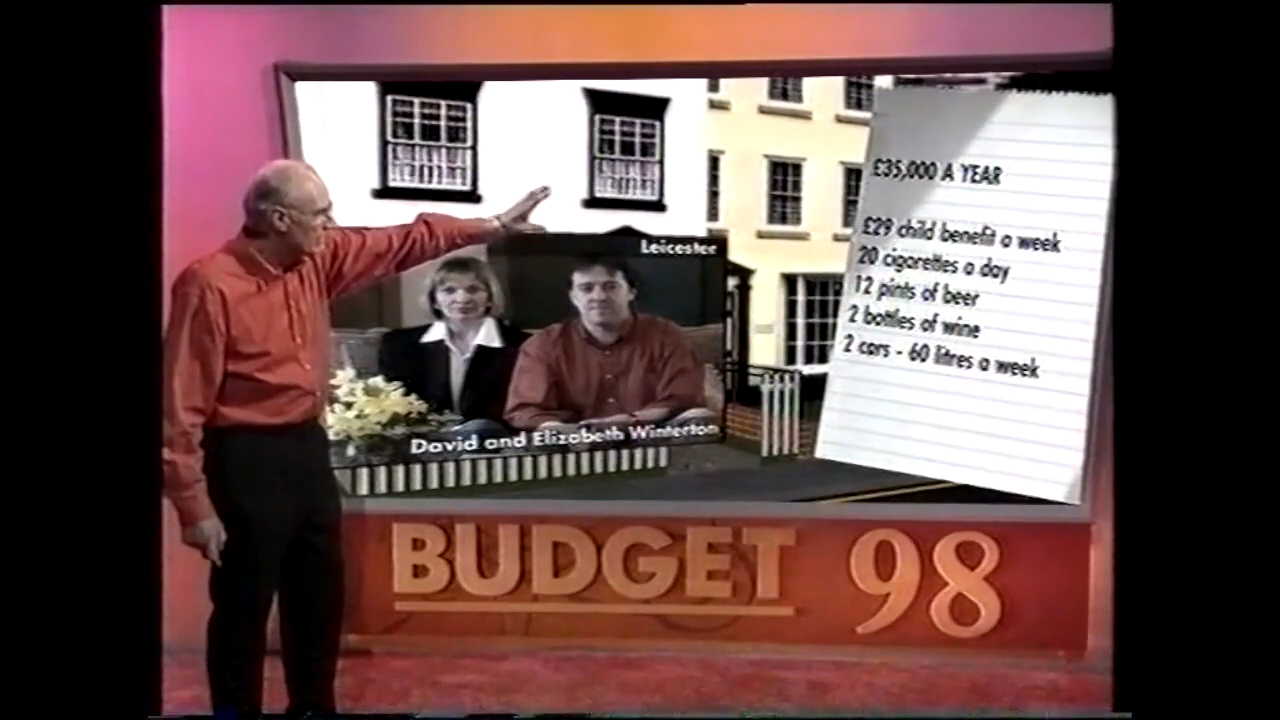 Leicester
David and Elizabeth Winterton
£35,000 A YEAR
£29 child benefit a week
20 cigarettes a day
12 pints of beer
2 bottles of wine
2 cars - 60 litres a week
BUDGET 98